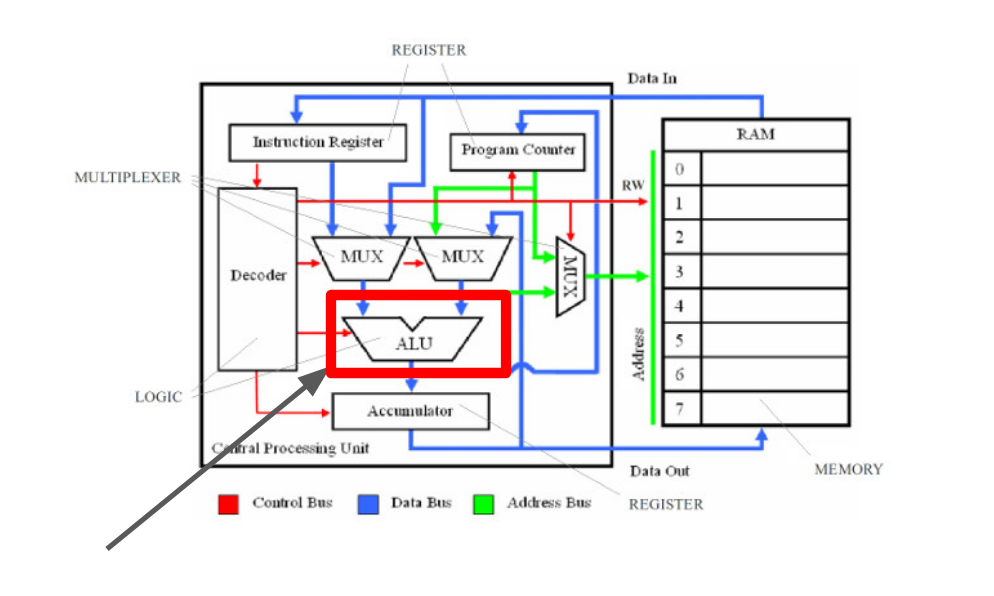 REGISTER
Data In
Instruction Register
Program Counter
RAM
MULTIPLEXER
RW
0
1
2
3
4
5
6
7
MUX
MUX
MUX
Decoder
ALU
Address
LOGIC
Accumulator
Central Processing Unit
Data Out
MEMORY
REGISTER
Control Bus
Data Bus
Address Bus